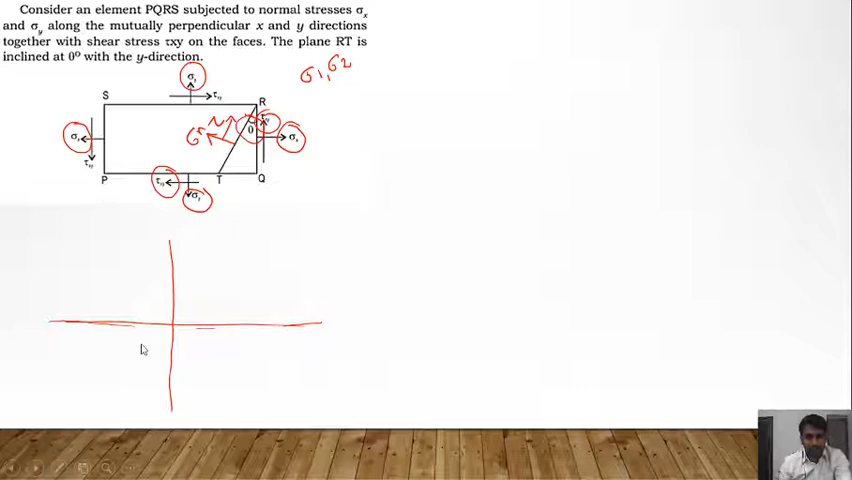 Consider an element PQRS subjected to normal stresses σx
and σy along the mutually perpendicular x and y directions
together with shear stress τxy on the faces. The plane RT is
inclined at θ⁰ with the y-direction.
σ1, σ2
S
R
θ
P
T
Q